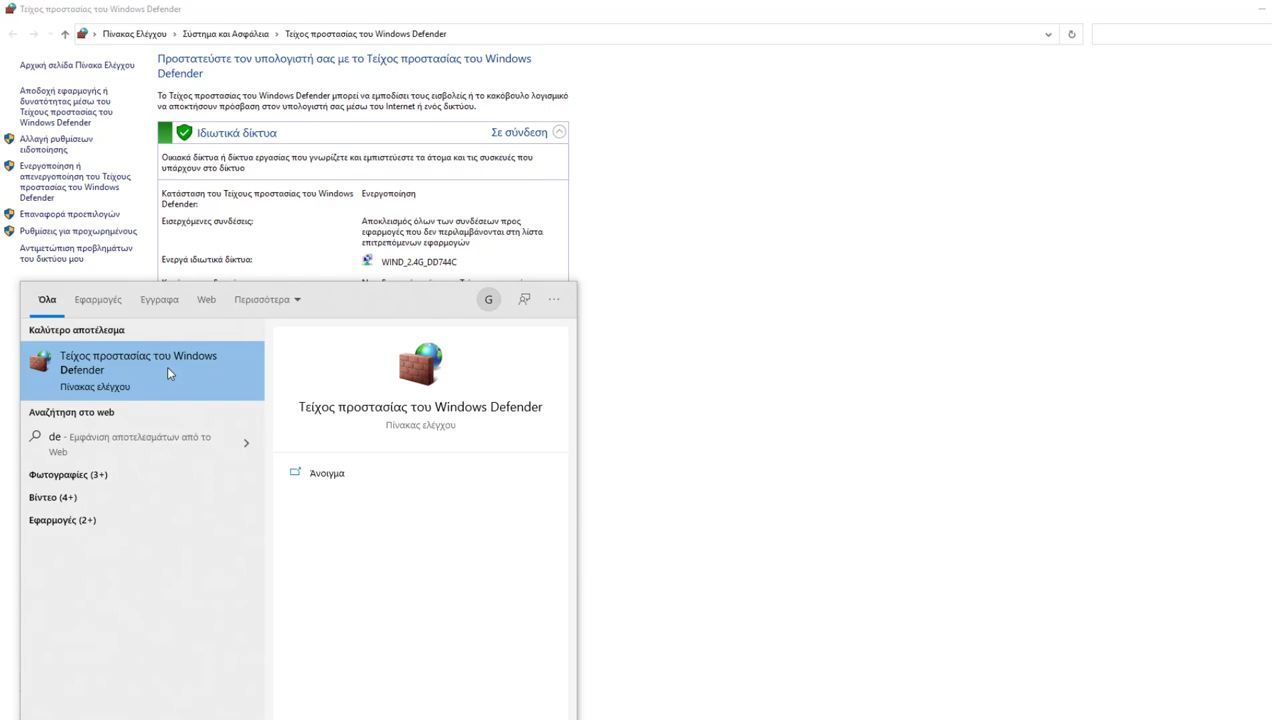 Τείχος προστασίας του Windows Defender
Πίνακας Ελέγχου
Σύστημα και Ασφάλεια
Τείχος προστασίας του Windows Defender
Αρχική σελίδα Πίνακα Ελέγχου
Αποδοχή εφαρμογής ή
δυνατότητας μέσω του
Τείχους προστασίας του
Windows Defender
Αλλαγή ρυθμίσεων
ειδοποίησης
Ενεργοποίηση ή
απενεργοποίηση του Τείχους
προστασίας του Windows
Defender
Επαναφορά προεπιλογών
Ρυθμίσεις για προχωρημένους
Αντιμετώπιση προβλημάτων
του δικτύου μου
Προστατεύστε τον υπολογιστή σας με το Τείχος προστασίας του Windows
Defender
Το Τείχος προστασίας του Windows Defender μπορεί να εμποδίσει τους εισβολείς ή το κακόβουλο λογισμικό
να αποκτήσουν πρόσβαση στον υπολογιστή σας μέσω του Internet ή ενός δικτύου.
Ιδιωτικά δίκτυα
Σε σύνδεση
Οικιακά δίκτυα ή δίκτυα εργασίας που γνωρίζετε και εμπιστεύεστε τα άτομα και τις συσκευές που
υπάρχουν στο δίκτυο
Κατάσταση του Τείχους προστασίας του Windows
Defender:
Ενεργοποίηση
Εισερχόμενες συνδέσεις:
Αποκλεισμός όλων των συνδέσεων προς
εφαρμογές που δεν περιλαμβάνονται στη λίστα
επιτρεπόμενων εφαρμογών
Ενεργά ιδιωτικά δίκτυα:
WIND_2.4G_DD744C
Όλα
Εφαρμογές
Έγγραφα
Web
Περισσότερα
G
Καλύτερο αποτέλεσμα
Τείχος προστασίας του Windows
Defender
Πίνακας ελέγχου
Αναζήτηση στο web
de - Εμφάνιση αποτελεσμάτων από το
Web
Φωτογραφίες (3+)
Βίντεο (4+)
Εφαρμογές (2+)
Τείχος προστασίας του Windows Defender
Πίνακας ελέγχου
Άνοιγμα